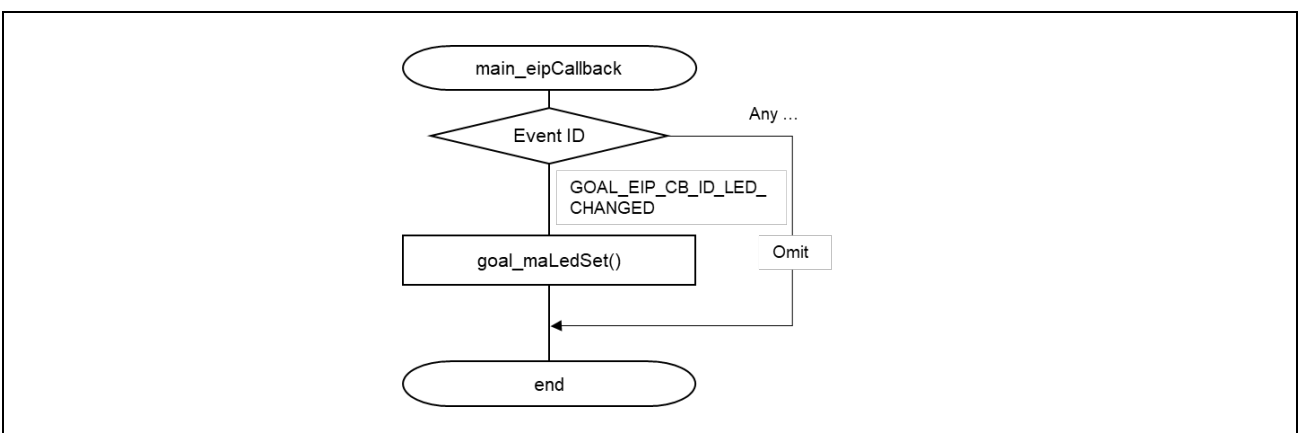 main_eipCallback
Any …
Event ID
GOAL_EIP_CB_ID_LED_
CHANGED
goal_maLedSet()
Omit
end